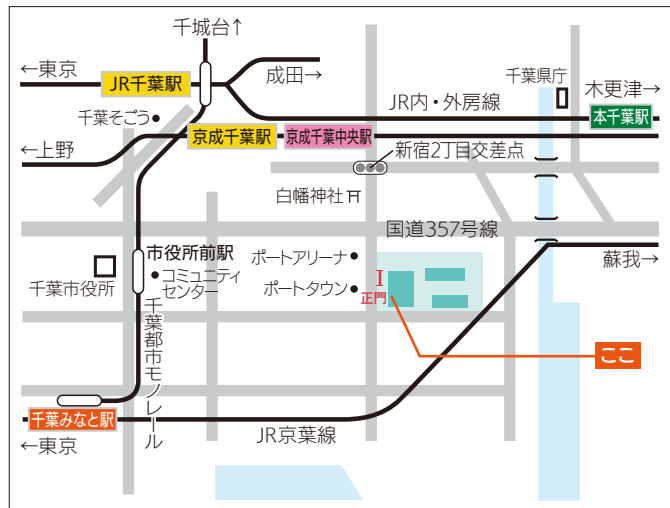 千城台↑
←東京
JR千葉駅
成田→
千葉県庁
木更津→
JR内・外房線
本千葉駅
千葉そごう
京成千葉駅
京成千葉中央駅
←上野
新宿2丁目交差点
白幡神社
国道357号線
市役所前駅
ポートアリーナ
蘇我→
コミュニティ
センター
千葉市役所
ポートタウン
正門
千葉都市モノレール
ここ
千葉みなと駅
←東京
JR京葉線